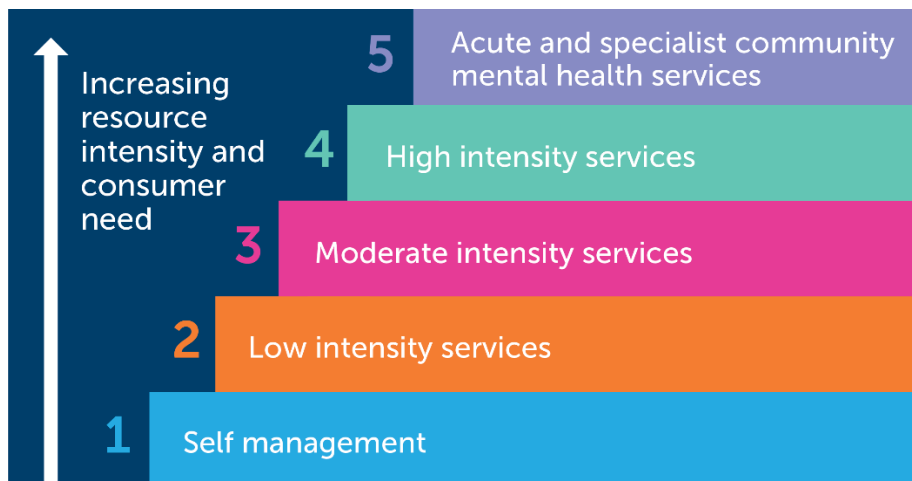 Increasing
resource
intensity and
consumer
need
5
Acute and specialist community
mental health services
4
High intensity services
3
Moderate intensity services
2
Low intensity services
1
Self management